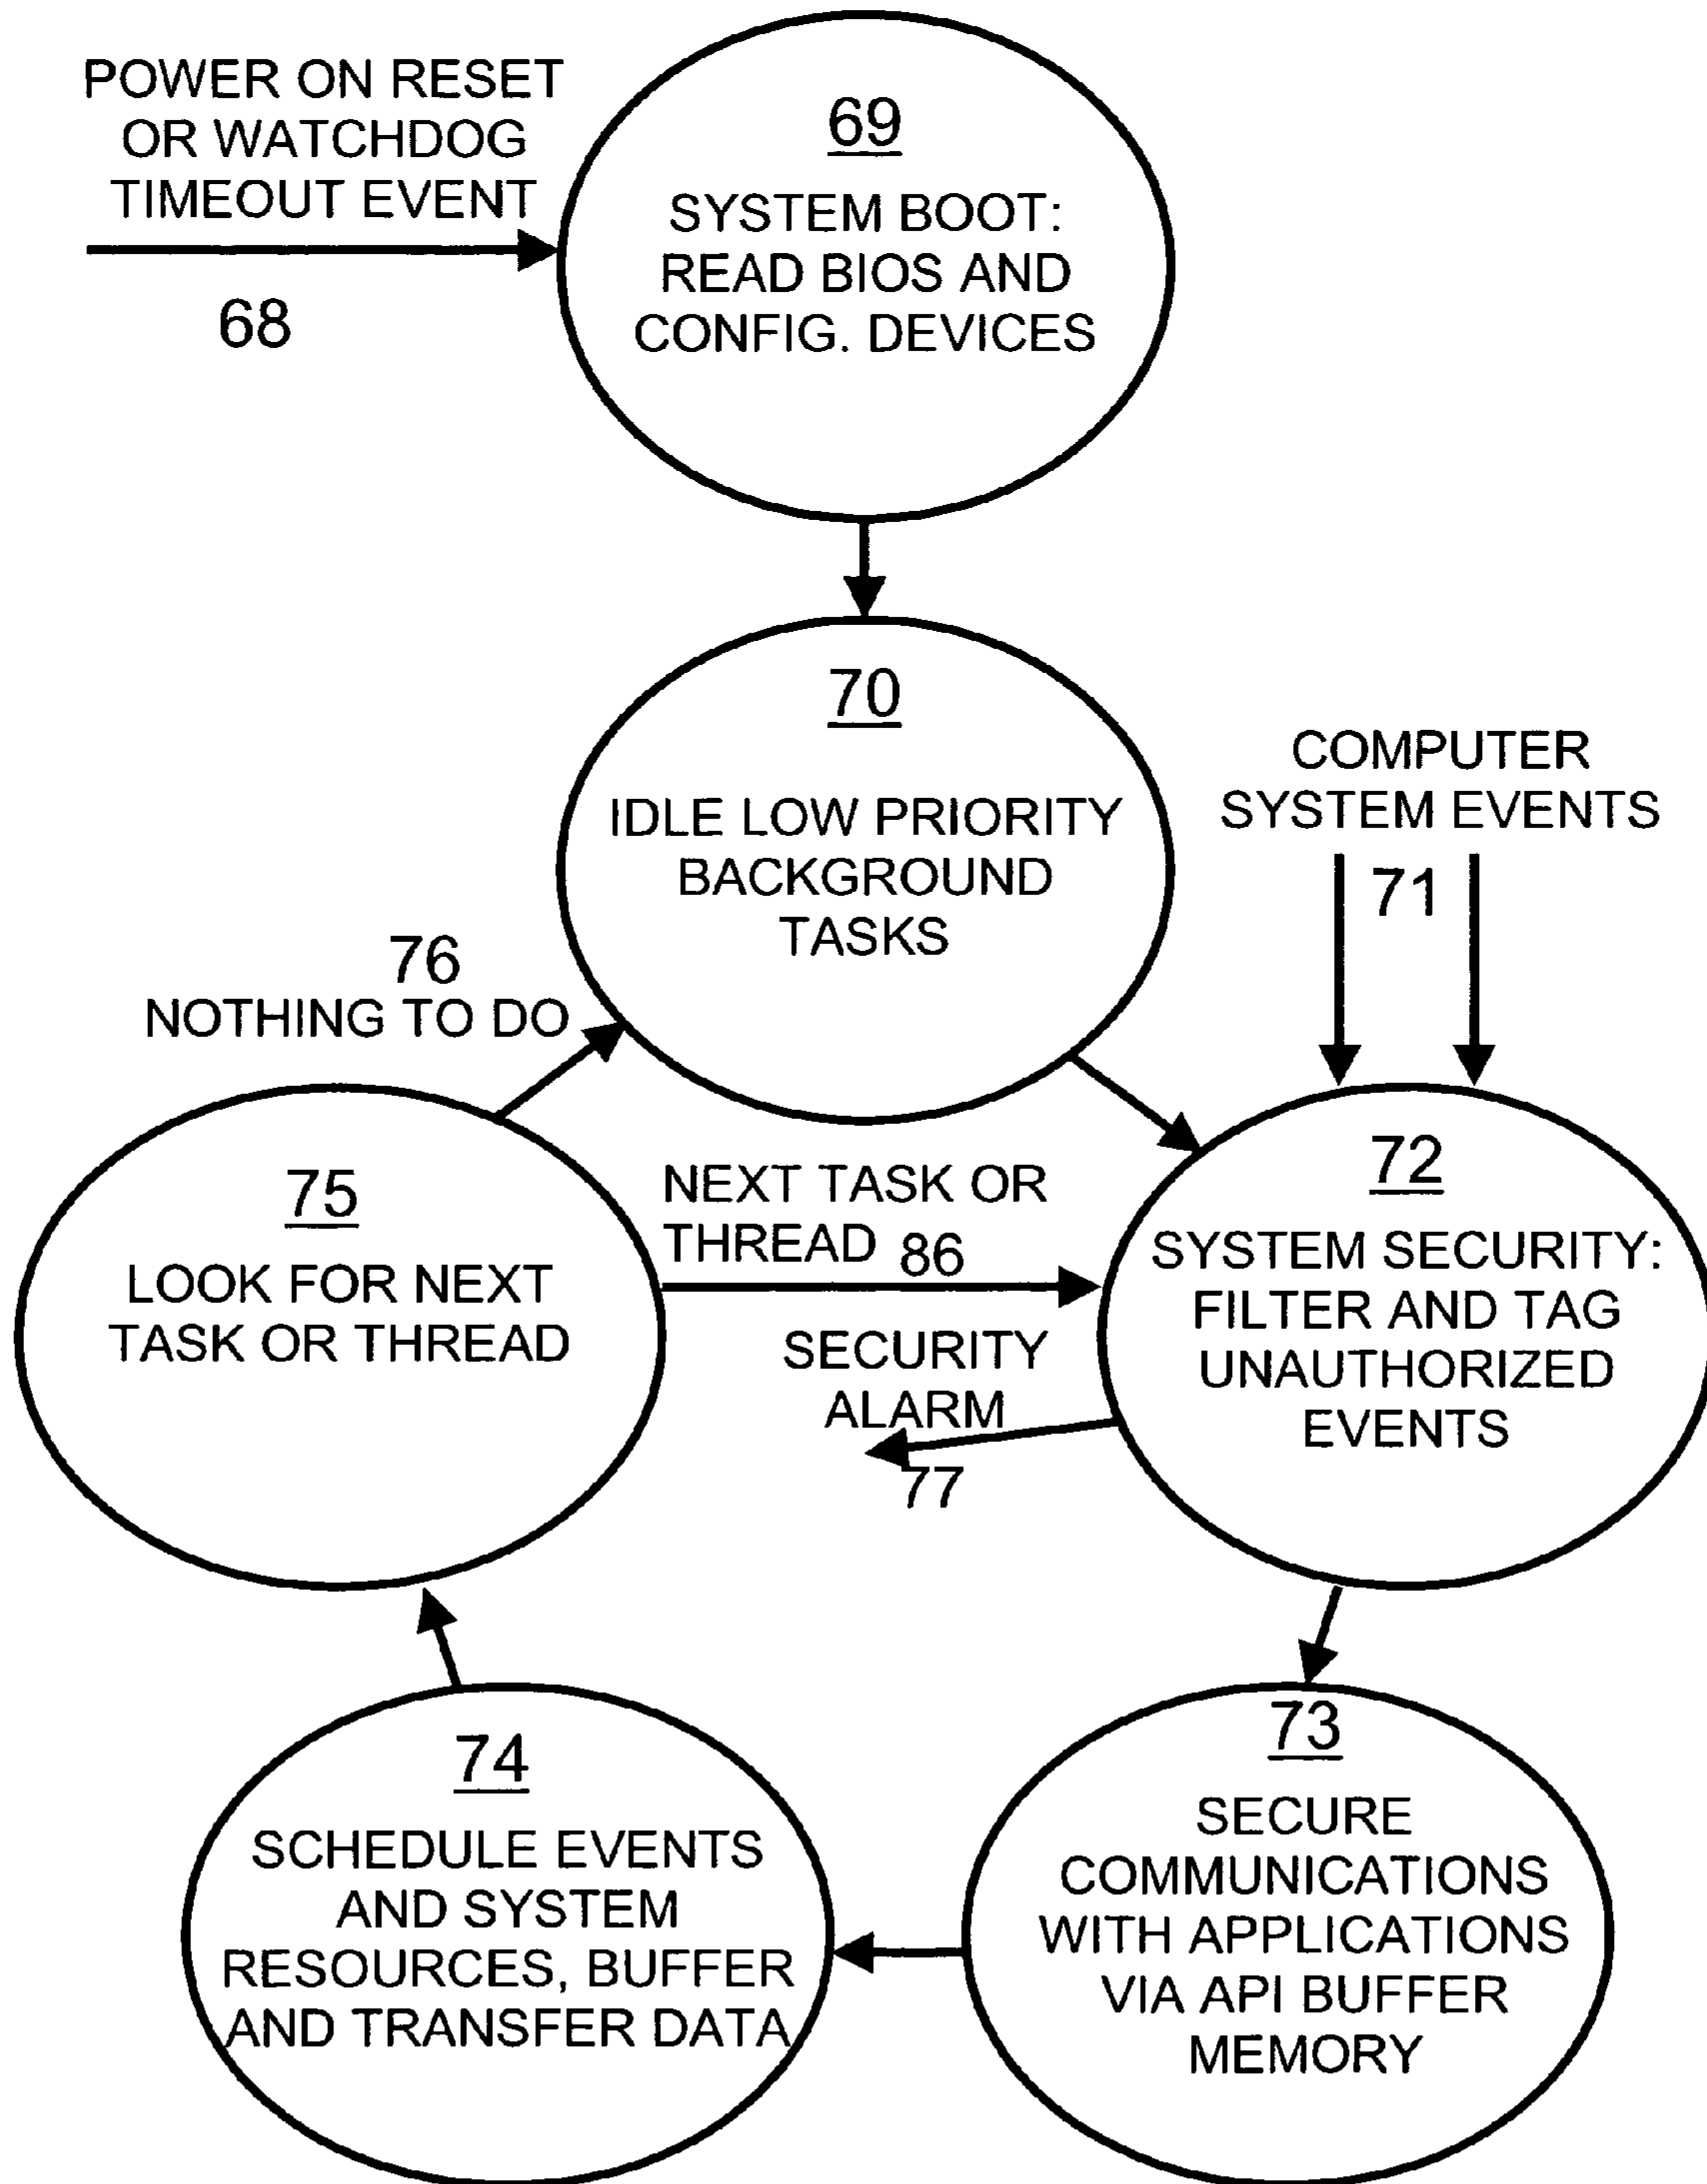 POWER ON RESET
OR WATCHDOG
TIMEOUT EVENT
68
69
SYSTEM BOOT:
READ BIOS AND
CONFIG. DEVICES
70
IDLE LOW PRIORITY
BACKGROUND
TASKS
COMPUTER
SYSTEM EVENTS
71
76
NOTHING TO DO
75
LOOK FOR NEXT
TASK OR THREAD
NEXT TASK OR
THREAD 86
SECURITY
ALARM
77
72
SYSTEM SECURITY:
FILTER AND TAG
UNAUTHORIZED
EVENTS
74
SCHEDULE EVENTS
AND SYSTEM
RESOURCES, BUFFER
AND TRANSFER DATA
73
SECURE
COMMUNICATIONS
WITH APPLICATIONS
VIA API BUFFER
MEMORY